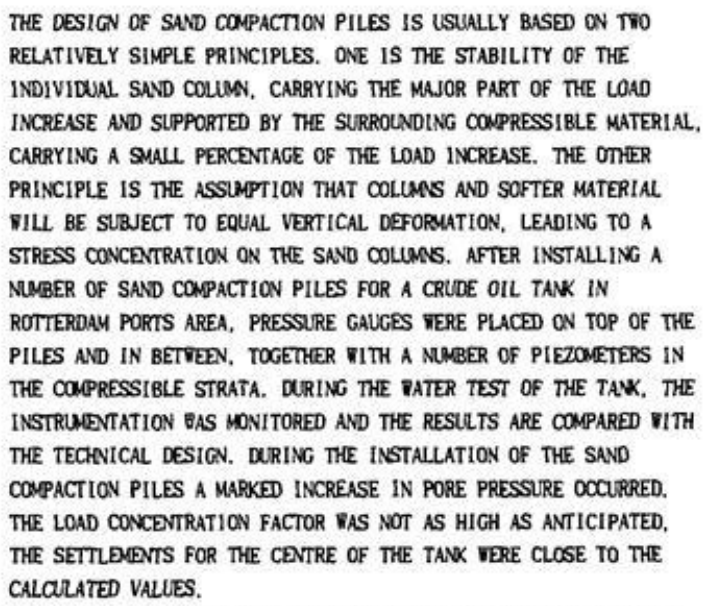 THE DESIGN OF SAND COMPACTION PILES IS USUALLY BASED ON TWO
RELATIVELY SIMPLE PRINCIPLES. ONE IS THE STABILITY OF THE
INDIVIDUAL SAND COLUMN, CARRYING THE MAJOR PART OF THE LOAD
INCREASE AND SUPPORTED BY THE SURROUNDING COMPRESSIBLE MATERIAL,
CARRYING A SMALL PERCENTAGE OF THE LOAD INCREASE. THE OTHER
PRINCIPLE IS THE ASSUMPTION THAT COLUMNS AND SOFTER MATERIAL
WILL BE SUBJECT TO EQUAL VERTICAL DEFORMATION, LEADING TO A
STRESS CONCENTRATION ON THE SAND COLUMNS. AFTER INSTALLING A
NUMBER OF SAND COMPACTION PILES FOR A CRUDE OIL TANK IN
ROTTERDAM PORTS AREA, PRESSURE GAUGES WERE PLACED ON TOP OF THE
PILES AND IN BETWEEN, TOGETHER WITH A NUMBER OF PIEZOMETERS IN
THE COMPRESSIBLE STRATA. DURING THE WATER TEST OF THE TANK, THE
INSTRUMENTATION WAS MONITORED AND THE RESULTS ARE COMPARED WITH
THE TECHNICAL DESIGN. DURING THE INSTALLATION OF THE SAND
COMPACTION PILES A MARKED INCREASE IN PORE PRESSURE OCCURRED.
THE LOAD CONCENTRATION FACTOR WAS NOT AS HIGH AS ANTICIPATED,
THE SETTLEMENTS FOR THE CENTRE OF THE TANK WERE CLOSE TO THE
CALCULATED VALUES.